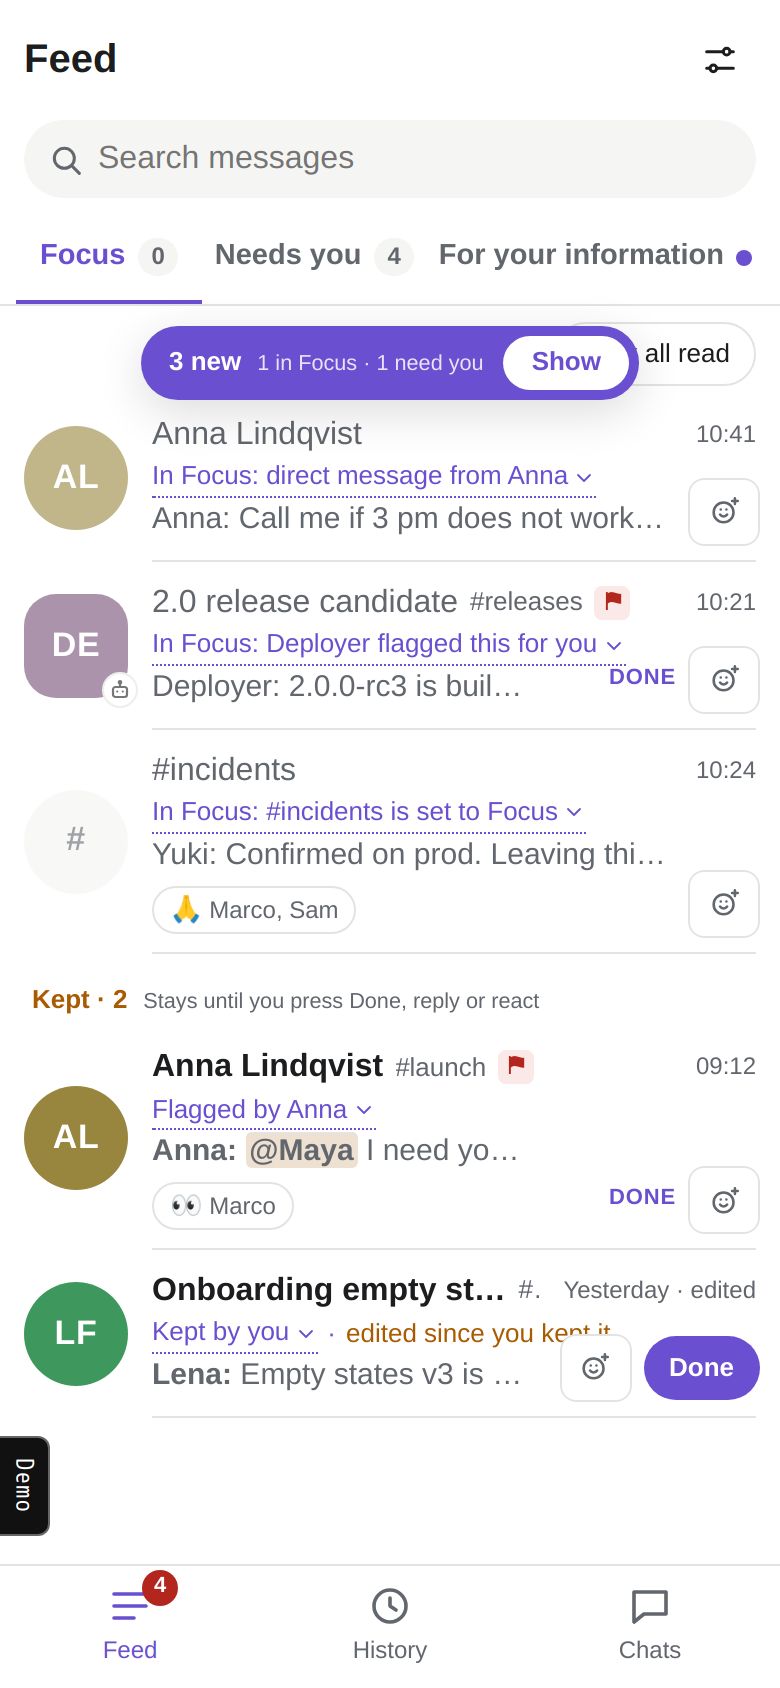 Feed
Search messages
Focus 0 Needs you 4 For your information
3 new 1 in Focus · 1 need you Show
all read
AL
Anna Lindqvist 10:41
In Focus: direct message from Anna
Anna: Call me if 3 pm does not work…
DE
2.0 release candidate #releases 10:21
In Focus: Deployer flagged this for you
Deployer: 2.0.0-rc3 is buil… DONE
#incidents 10:24
#
In Focus: #incidents is set to Focus
Yuki: Confirmed on prod. Leaving thi…
🙏 Marco, Sam
Kept · 2 Stays until you press Done, reply or react
Anna Lindqvist #launch 09:12
AL
Flagged by Anna
Anna: @Maya I need yo…
👀 Marco DONE
Onboarding empty st… #. Yesterday · edited
LF
Kept by you · edited since you kept it
Lena: Empty states v3 is … Done
Demo
4
Feed History Chats